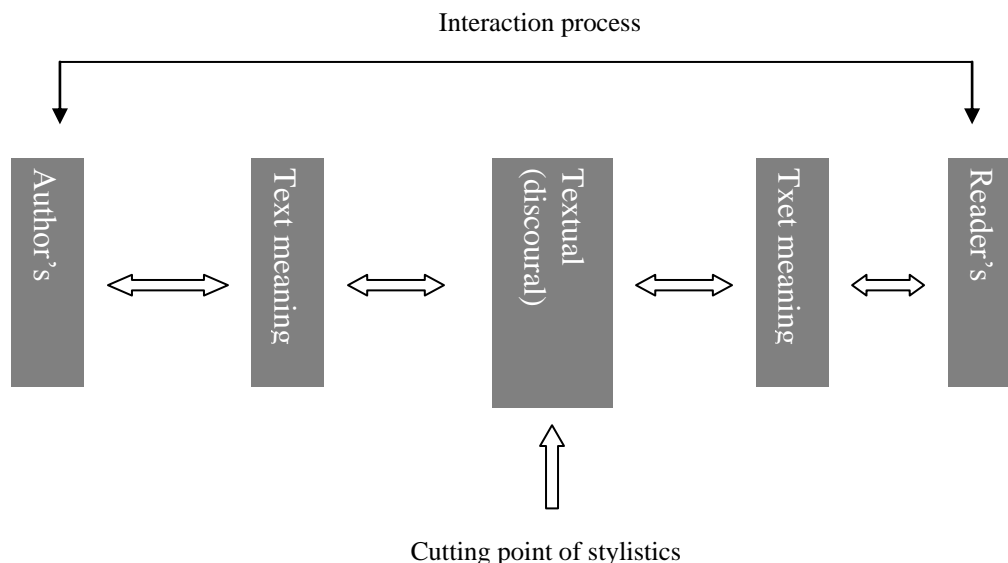 Interaction process
Author's
Text meaning
Textual
(discoural)
Txet meaning
Reader's
Cutting point of stylistics